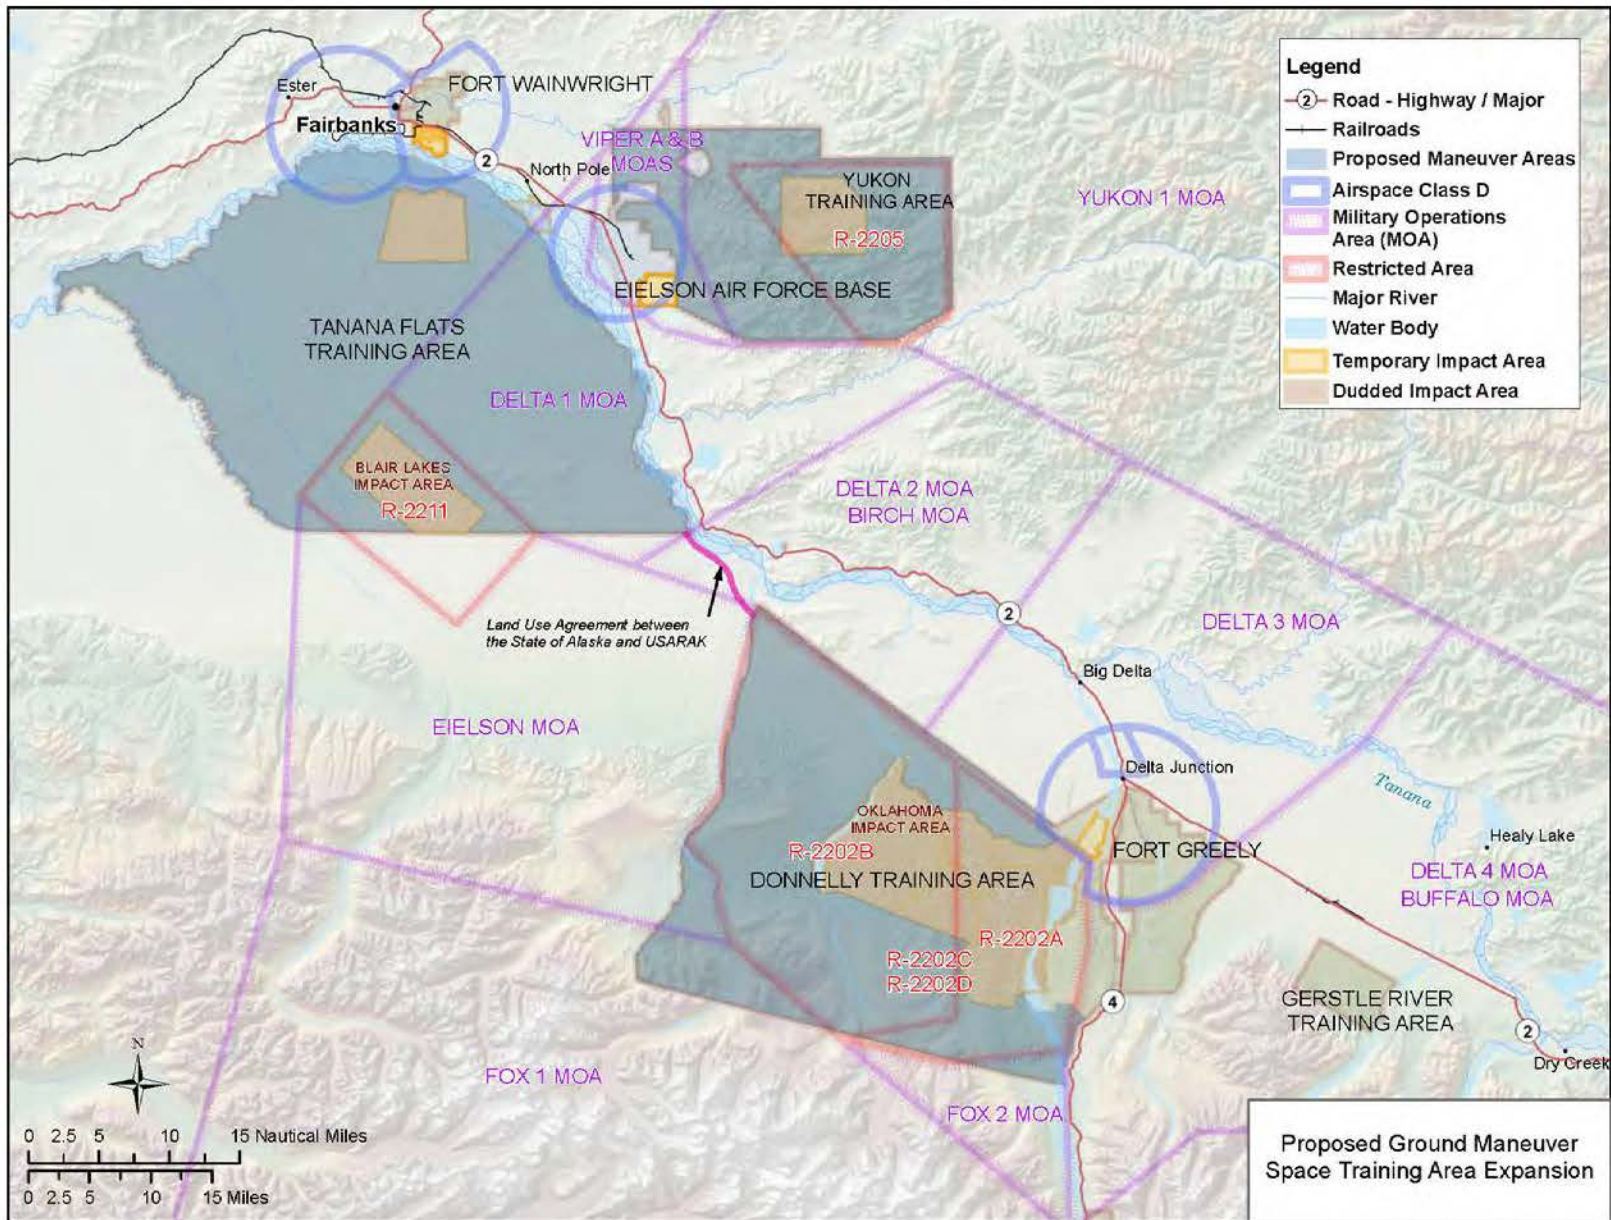 Ester
FORT WAINWRIGHT
Fairbanks
2
North Pole
VIPER A & B
MOAS
YUKON
TRAINING AREA
R-2205
YUKON 1 MOA
EIELSON AIR FORCE BASE
TANANA FLATS
TRAINING AREA
DELTA 1 MOA
BLAIR LAKES
IMPACT AREA
R-2211
DELTA 2 MOA
BIRCH MOA
Land Use Agreement between
the State of Alaska and USARAK
2
DELTA 3 MOA
Big Delta
EIELSON MOA
Delta Junction
Tanana
OKLAHOMA
IMPACT AREA
R-2202B
DONNELLY TRAINING AREA
FORT GREELY
Healy Lake
DELTA 4 MOA
BUFFALO MOA
R-2202A
R-2202C
R-2202D
4
GERSTLE RIVER
TRAINING AREA
2
Dry Creek
FOX 1 MOA
FOX 2 MOA
Legend
2 Road - Highway / Major
Railroads
Proposed Maneuver Areas
Airspace Class D
Military Operations
Area (MOA)
Restricted Area
Major River
Water Body
Temporary Impact Area
Dudded Impact Area
N
0 2.5 5 10 15 Nautical Miles
0 2.5 5 10 15 Miles
Proposed Ground Maneuver
Space Training Area Expansion